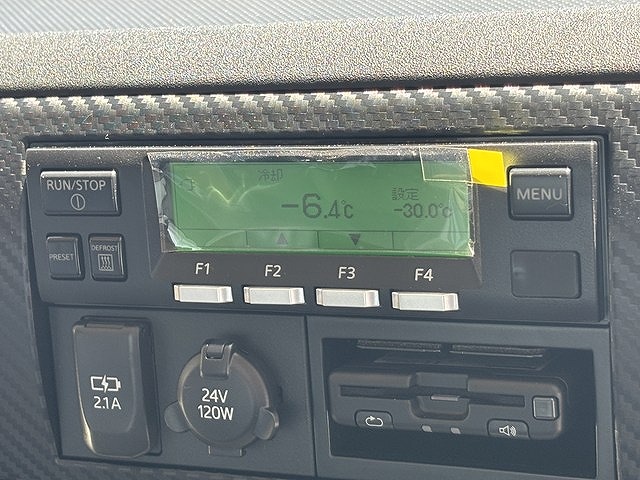 RUN/STOP
冷却
-6.4℃
設定
-30.0℃
MENU
PRESET
DEFROST
F1
F2
F3
F4
2.1A
24V
120W